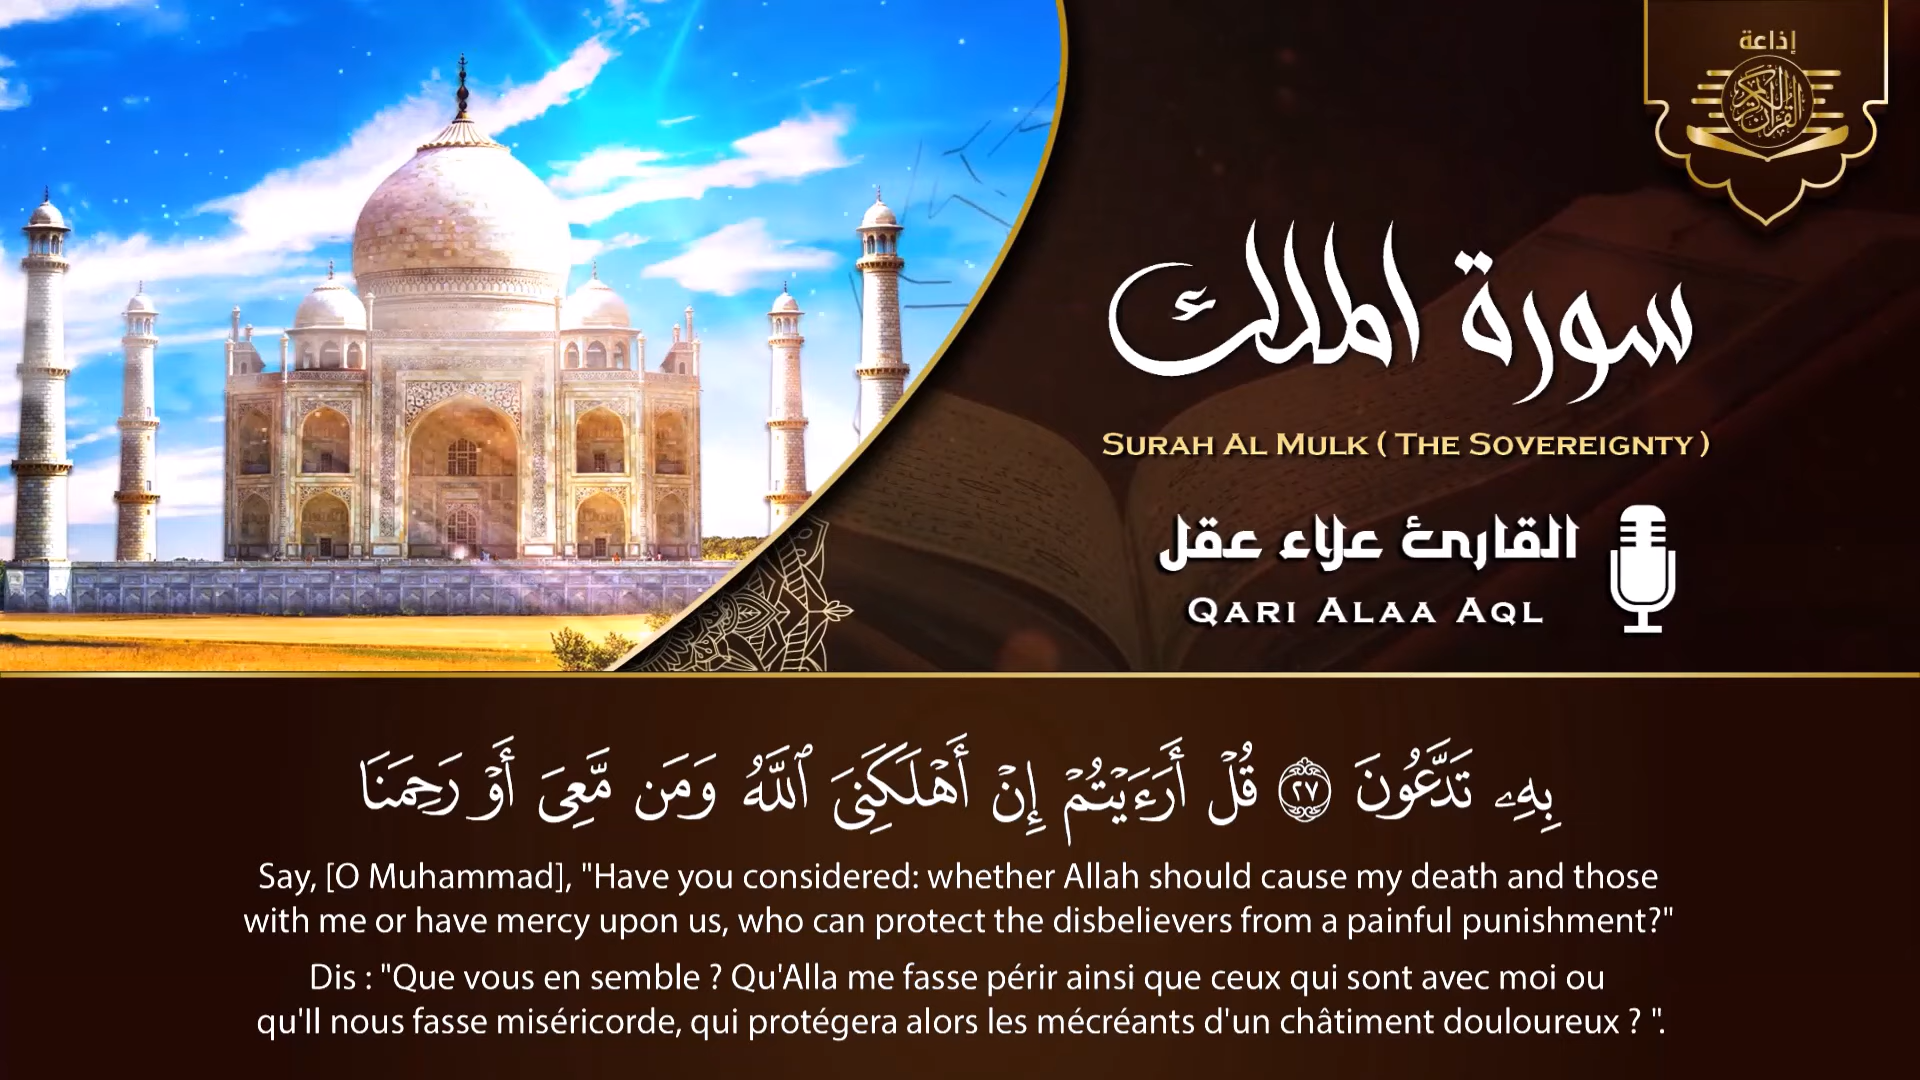 إذاعة
القرآن الكريم
سورة الملك
SURAH AL MULK ( THE SOVEREIGNTY )
القارئ علاء عقل
QARI ALAA AQL
بِهِۦ تَدَّعُونَ ٢٧ قُلْ أَرَءَيْتُمْ إِنْ أَهْلَكَنِىَ ٱللَّهُ وَمَن مَّعِىَ أَوْ رَحِمَنَا
Say, [O Muhammad], "Have you considered: whether Allah should cause my death and those
with me or have mercy upon us, who can protect the disbelievers from a painful punishment?"
Dis : "Que vous en semble ? Qu'Alla me fasse périr ainsi que ceux qui sont avec moi ou
qu'll nous fasse miséricorde, qui protégera alors les mécréants d'un châtiment douloureux ? ".